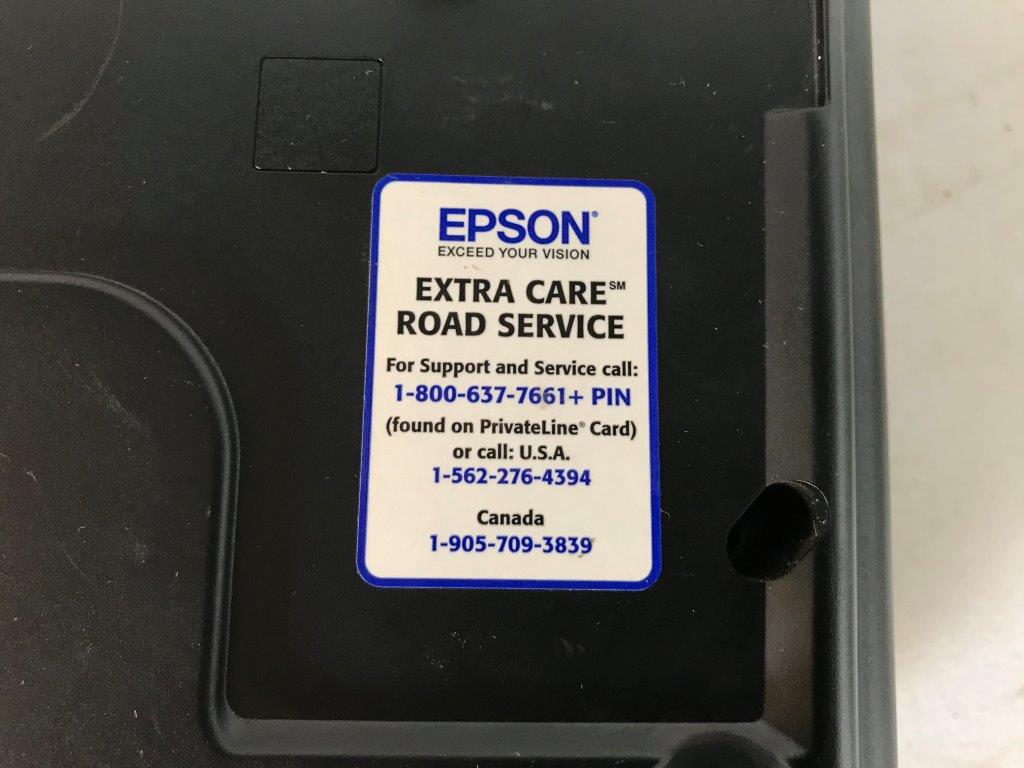 EPSON®
EXCEED YOUR VISION
EXTRA CARE℠
ROAD SERVICE
For Support and Service call:
1-800-637-7661+ PIN
(found on PrivateLine® Card)
or call: U.S.A.
1-562-276-4394
Canada
1-905-709-3839